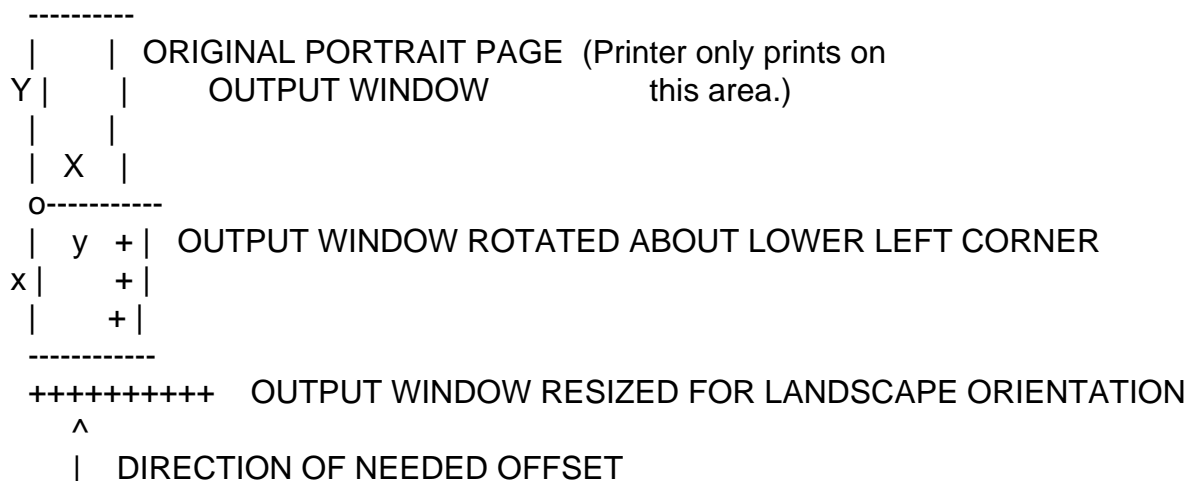 ----------
|        | ORIGINAL PORTRAIT PAGE (Printer only prints on
Y |        |        OUTPUT WINDOW                this area.)
|        |
|   X   |
o-----------
|    y  + |  OUTPUT WINDOW ROTATED ABOUT LOWER LEFT CORNER
x |        + |
|        + |
------------
++++++++++   OUTPUT WINDOW RESIZED FOR LANDSCAPE ORIENTATION
^
|   DIRECTION OF NEEDED OFFSET